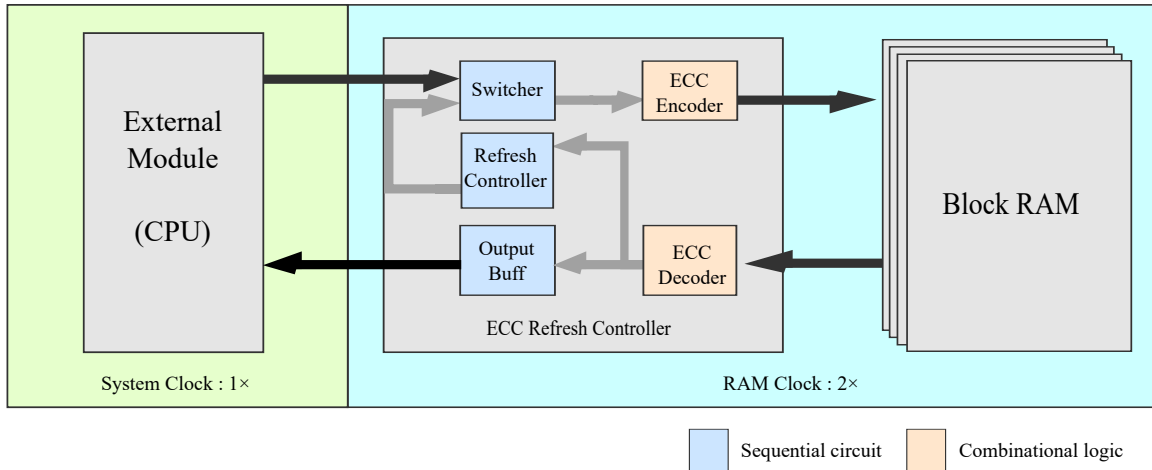 External
Module
(CPU)
Switcher
ECC
Encoder
Refresh
Controller
Output
Buff
ECC
Decoder
ECC Refresh Controller
Block RAM
System Clock : 1×
RAM Clock : 2×
Sequential circuit
Combinational logic